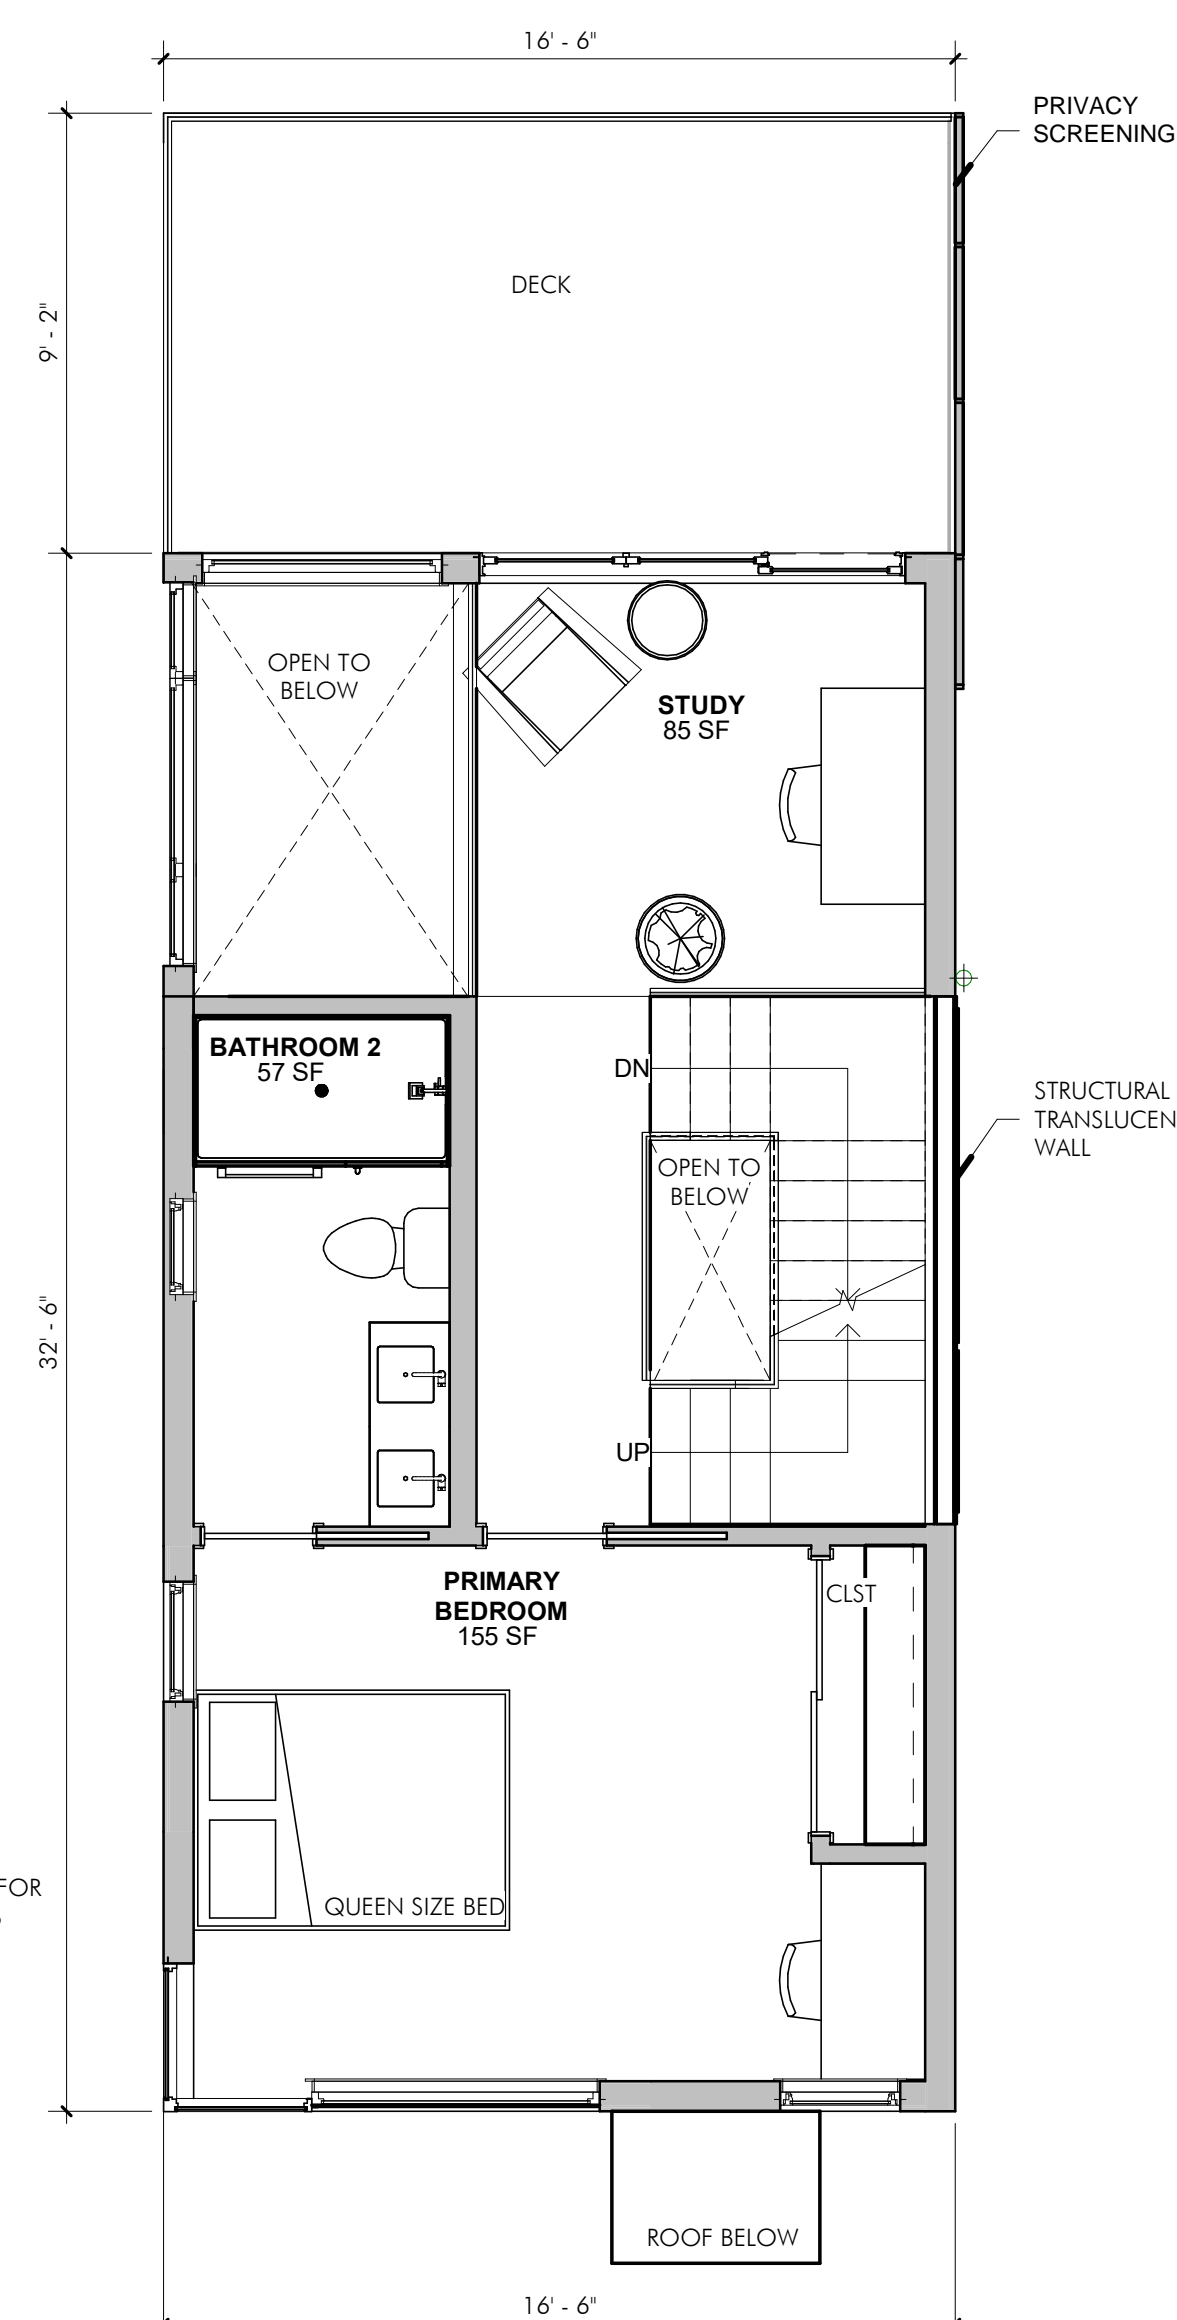 16' - 6"
PRIVACY
SCREENING
DECK
9' - 2"
OPEN TO
BELOW
STUDY
85 SF
BATHROOM 2
57 SF
DN
STRUCTURAL
TRANSLUCEN
WALL
OPEN TO
BELOW
32' - 6"
UP
PRIMARY
BEDROOM
155 SF
CLST
FOR
QUEEN SIZE BED
ROOF BELOW
16' - 6"